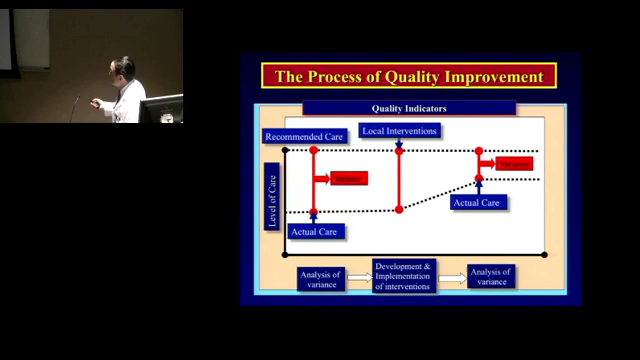 The Process of Quality Improvement
Quality Indicators
Recommended Care
Local Interventions
Variance
Variance
Level of Care
Actual Care
Actual Care
Analysis of
variance
Development &
Implementation
of interventions
Analysis of
variance